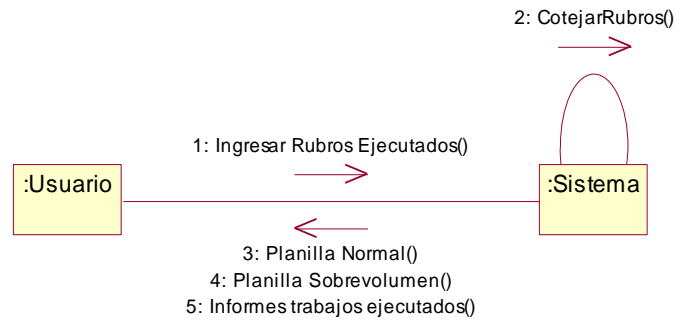 2: CotejarRubros()
1: Ingresar Rubros Ejecutados()
:Usuario
:Sistema
3: Planilla Normal()
4: Planilla Sobrevolumen()
5: Informes trabajos ejecutados()